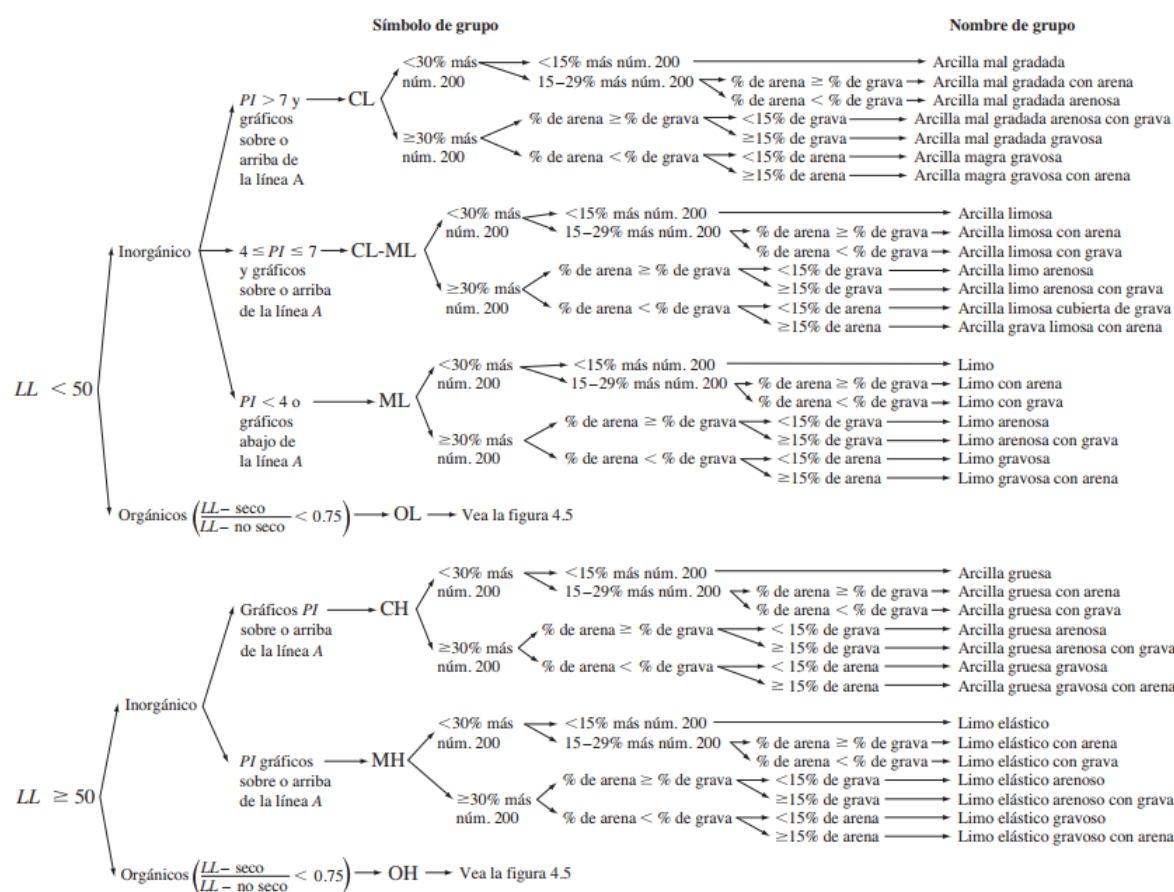 Símbolo de grupo Nombre de grupo
<30% más núm. 200 <15% más núm. 200 Arcilla mal gradada
15–29% más núm. 200 % de arena ≥ % de grava Arcilla mal gradada con arena
% de arena < % de grava Arcilla mal gradada arenosa
PI > 7 y gráficos sobre o arriba de la línea A CL
≥30% más núm. 200 % de arena ≥ % de grava <15% de grava Arcilla mal gradada arenosa con grava
≥15% de grava Arcilla mal gradada gravosa
% de arena < % de grava <15% de arena Arcilla magra gravosa
≥15% de arena Arcilla magra gravosa con arena
<30% más núm. 200 <15% más núm. 200 Arcilla limosa
15–29% más núm. 200 % de arena ≥ % de grava Arcilla limosa con arena
% de arena < % de grava Arcilla limosa con grava
Inorgánico 4 ≤ PI ≤ 7 y gráficos sobre o arriba de la línea A CL-ML
≥30% más núm. 200 % de arena ≥ % de grava <15% de grava Arcilla limo arenosa
≥15% de grava Arcilla limo arenosa con grava
% de arena < % de grava <15% de arena Arcilla limosa cubierta de grava
≥15% de arena Arcilla grava limosa con arena
LL < 50
<30% más núm. 200 <15% más núm. 200 Limo
15–29% más núm. 200 % de arena ≥ % de grava Limo con arena
% de arena < % de grava Limo con grava
PI < 4 o gráficos abajo de la línea A ML
≥30% más núm. 200 % de arena ≥ % de grava <15% de grava Limo arenosa
≥15% de grava Limo arenosa con grava
% de arena < % de grava <15% de arena Limo gravosa
≥15% de arena Limo gravosa con arena
Orgánicos (LL– seco / LL– no seco < 0.75) OL Vea la figura 4.5
<30% más núm. 200 <15% más núm. 200 Arcilla gruesa
15–29% más núm. 200 % de arena ≥ % de grava Arcilla gruesa con arena
% de arena < % de grava Arcilla gruesa con grava
Gráficos PI sobre o arriba de la línea A CH
≥30% más núm. 200 % de arena ≥ % de grava < 15% de grava Arcilla gruesa arenosa
≥ 15% de grava Arcilla gruesa arenosa con grava
% de arena < % de grava < 15% de arena Arcilla gruesa gravosa
≥ 15% de arena Arcilla gruesa gravosa con arena
Inorgánico
<30% más núm. 200 <15% más núm. 200 Limo elástico
15–29% más núm. 200 % de arena ≥ % de grava Limo elástico con arena
% de arena < % de grava Limo elástico con grava
PI gráficos sobre o arriba de la línea A MH
≥30% más núm. 200 % de arena ≥ % de grava <15% de grava Limo elástico arenoso
≥15% de grava Limo elástico arenoso con grava
% de arena < % de grava <15% de arena Limo elástico gravoso
≥15% de arena Limo elástico gravoso con arena
LL ≥ 50
Orgánicos (LL– seco / LL– no seco < 0.75) OH Vea la figura 4.5